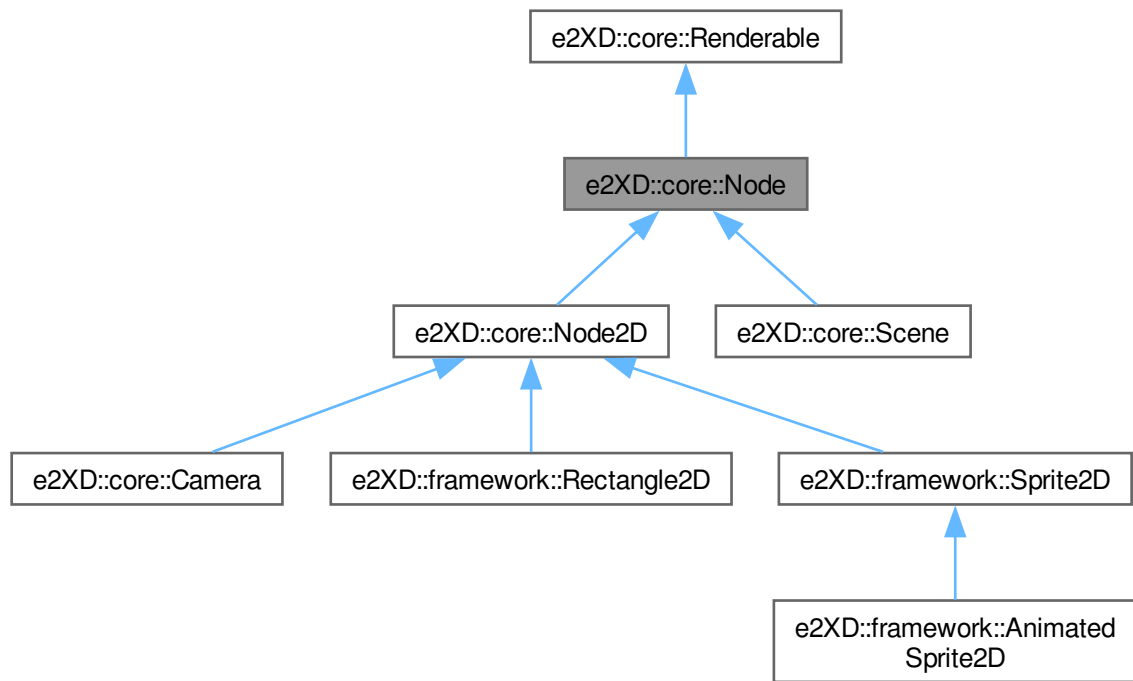 e2XD::core::Renderable
e2XD::core::Node
e2XD::core::Node2D
e2XD::core::Scene
e2XD::core::Camera
e2XD::framework::Rectangle2D
e2XD::framework::Sprite2D
e2XD::framework::Animated
Sprite2D